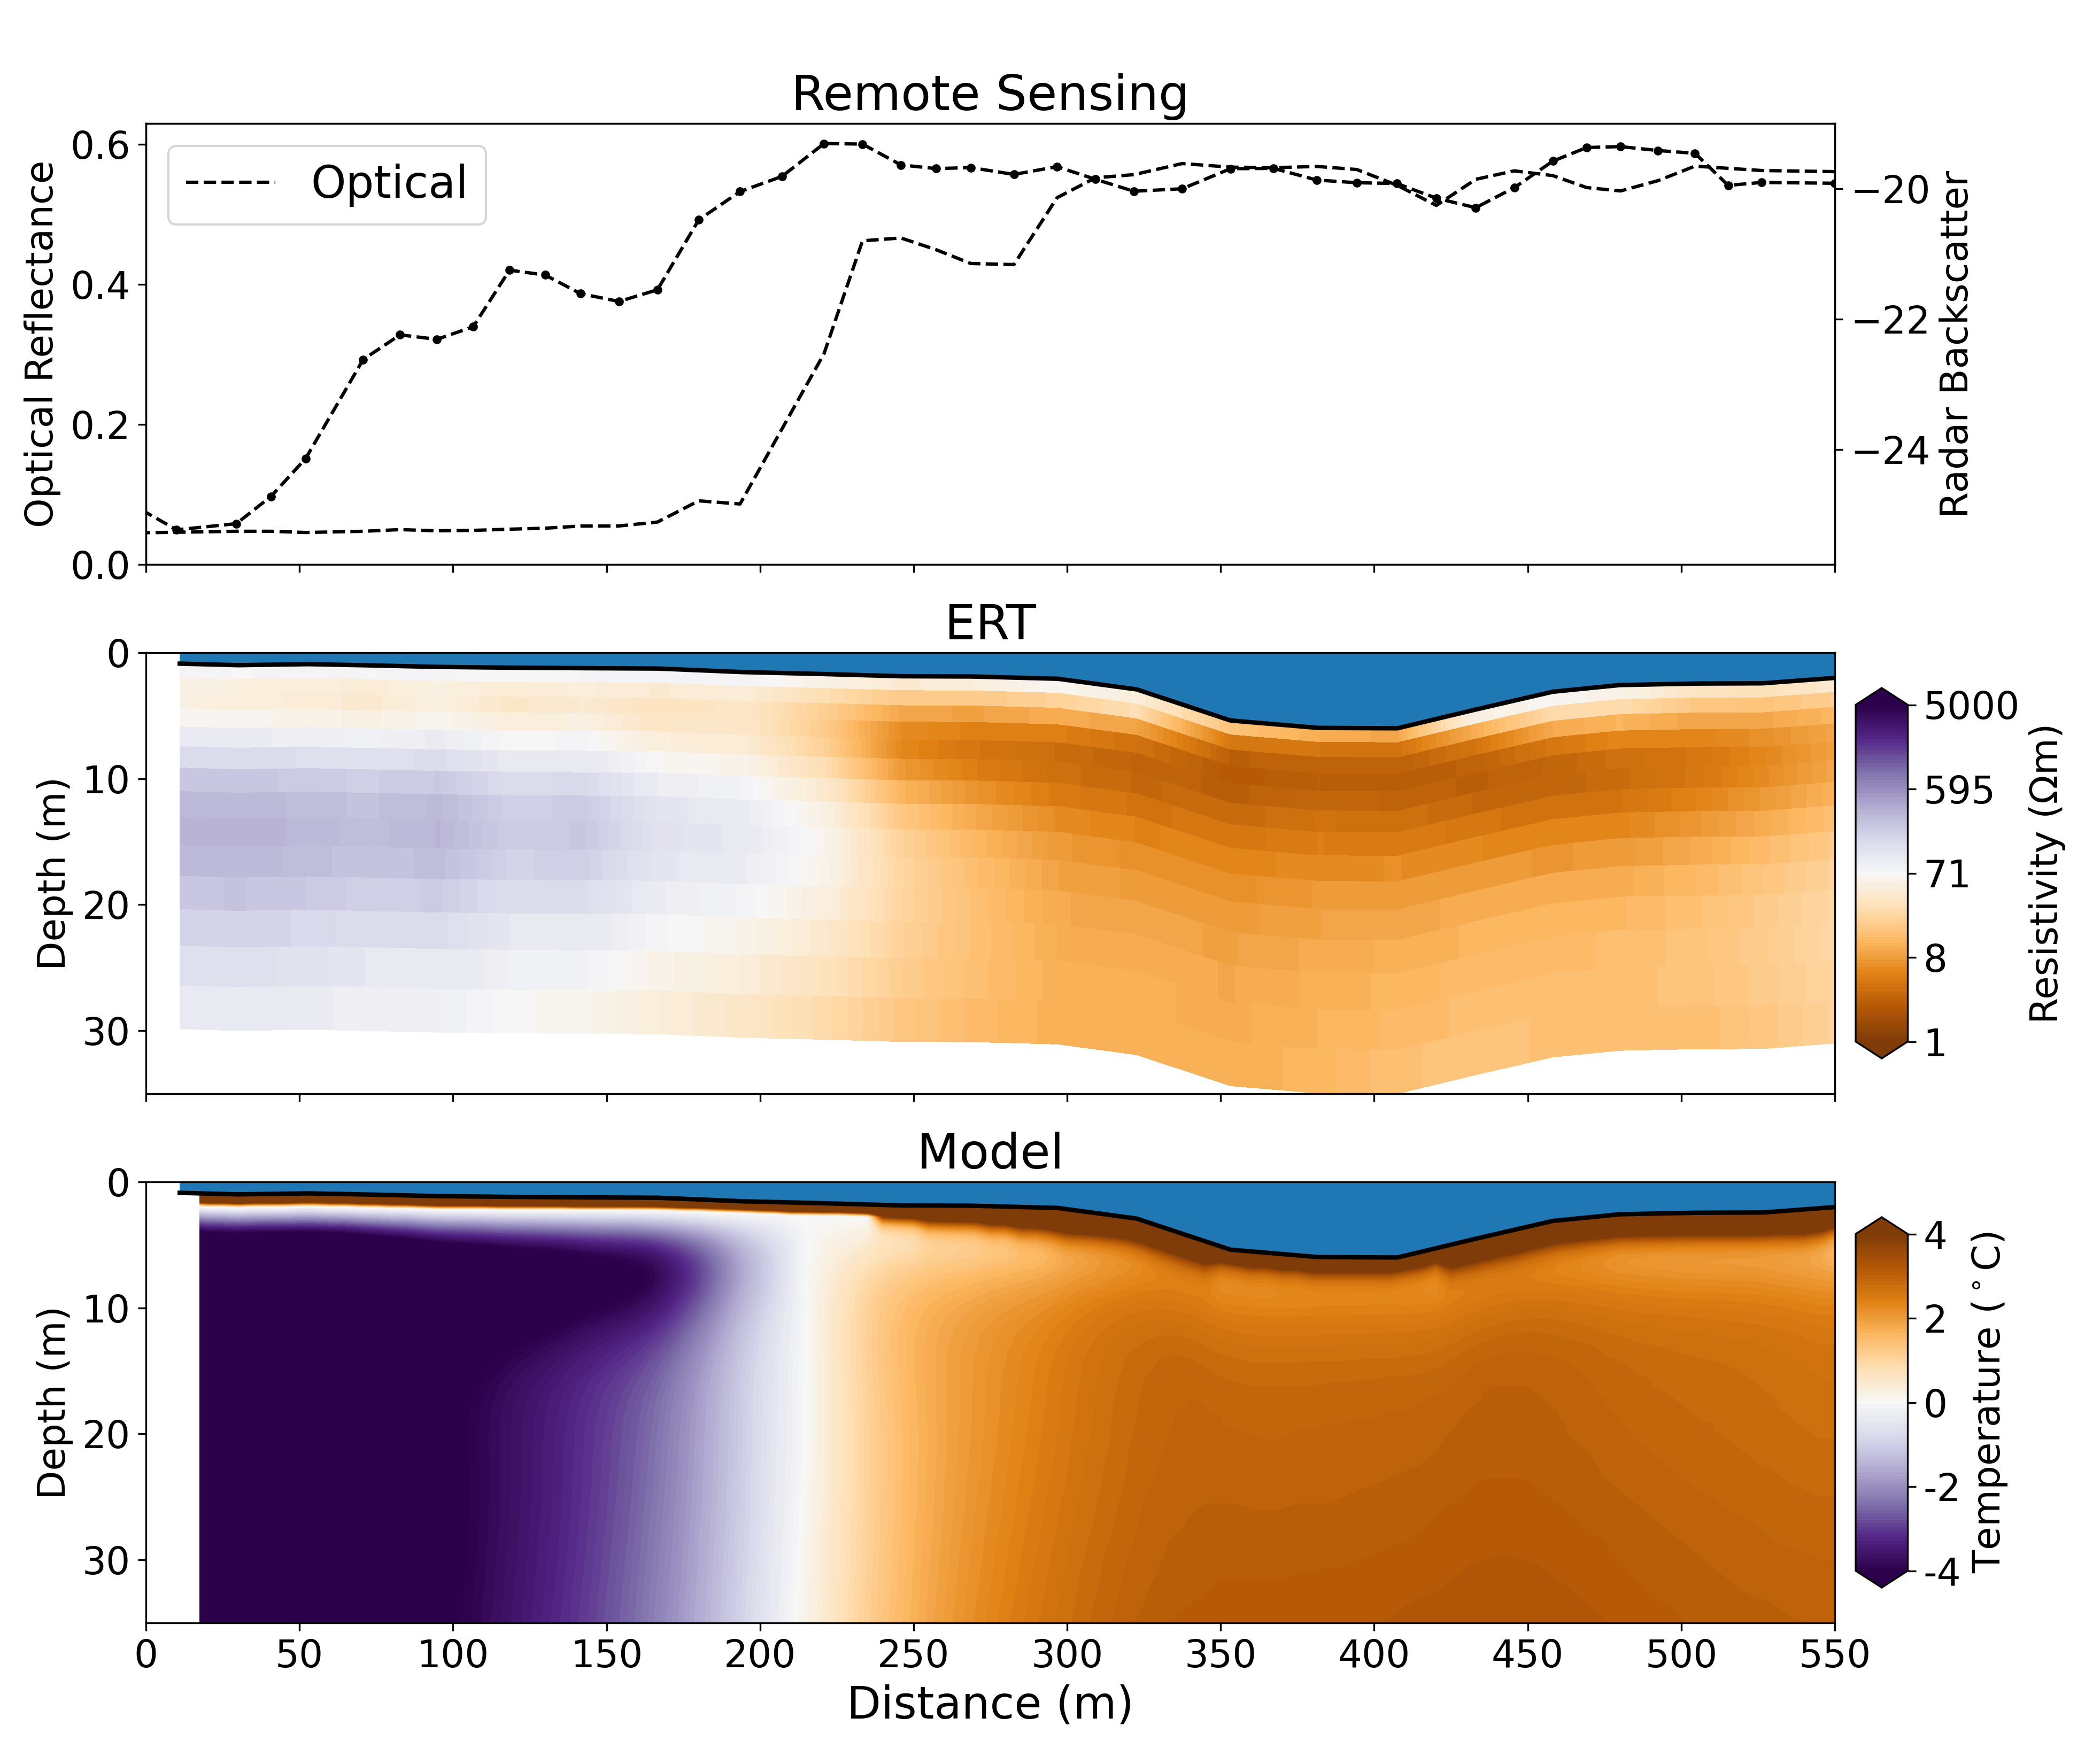 Remote Sensing
Optical Reflectance
0.6
0.4
0.2
0.0
Optical
−20
−22
−24
Radar Backscatter
ERT
Depth (m)
0
10
20
30
5000
595
71
8
1
Resistivity (Ωm)
Model
Depth (m)
0
10
20
30
4
2
0
-2
-4
Temperature (°C)
0 50 100 150 200 250 300 350 400 450 500 550
Distance (m)